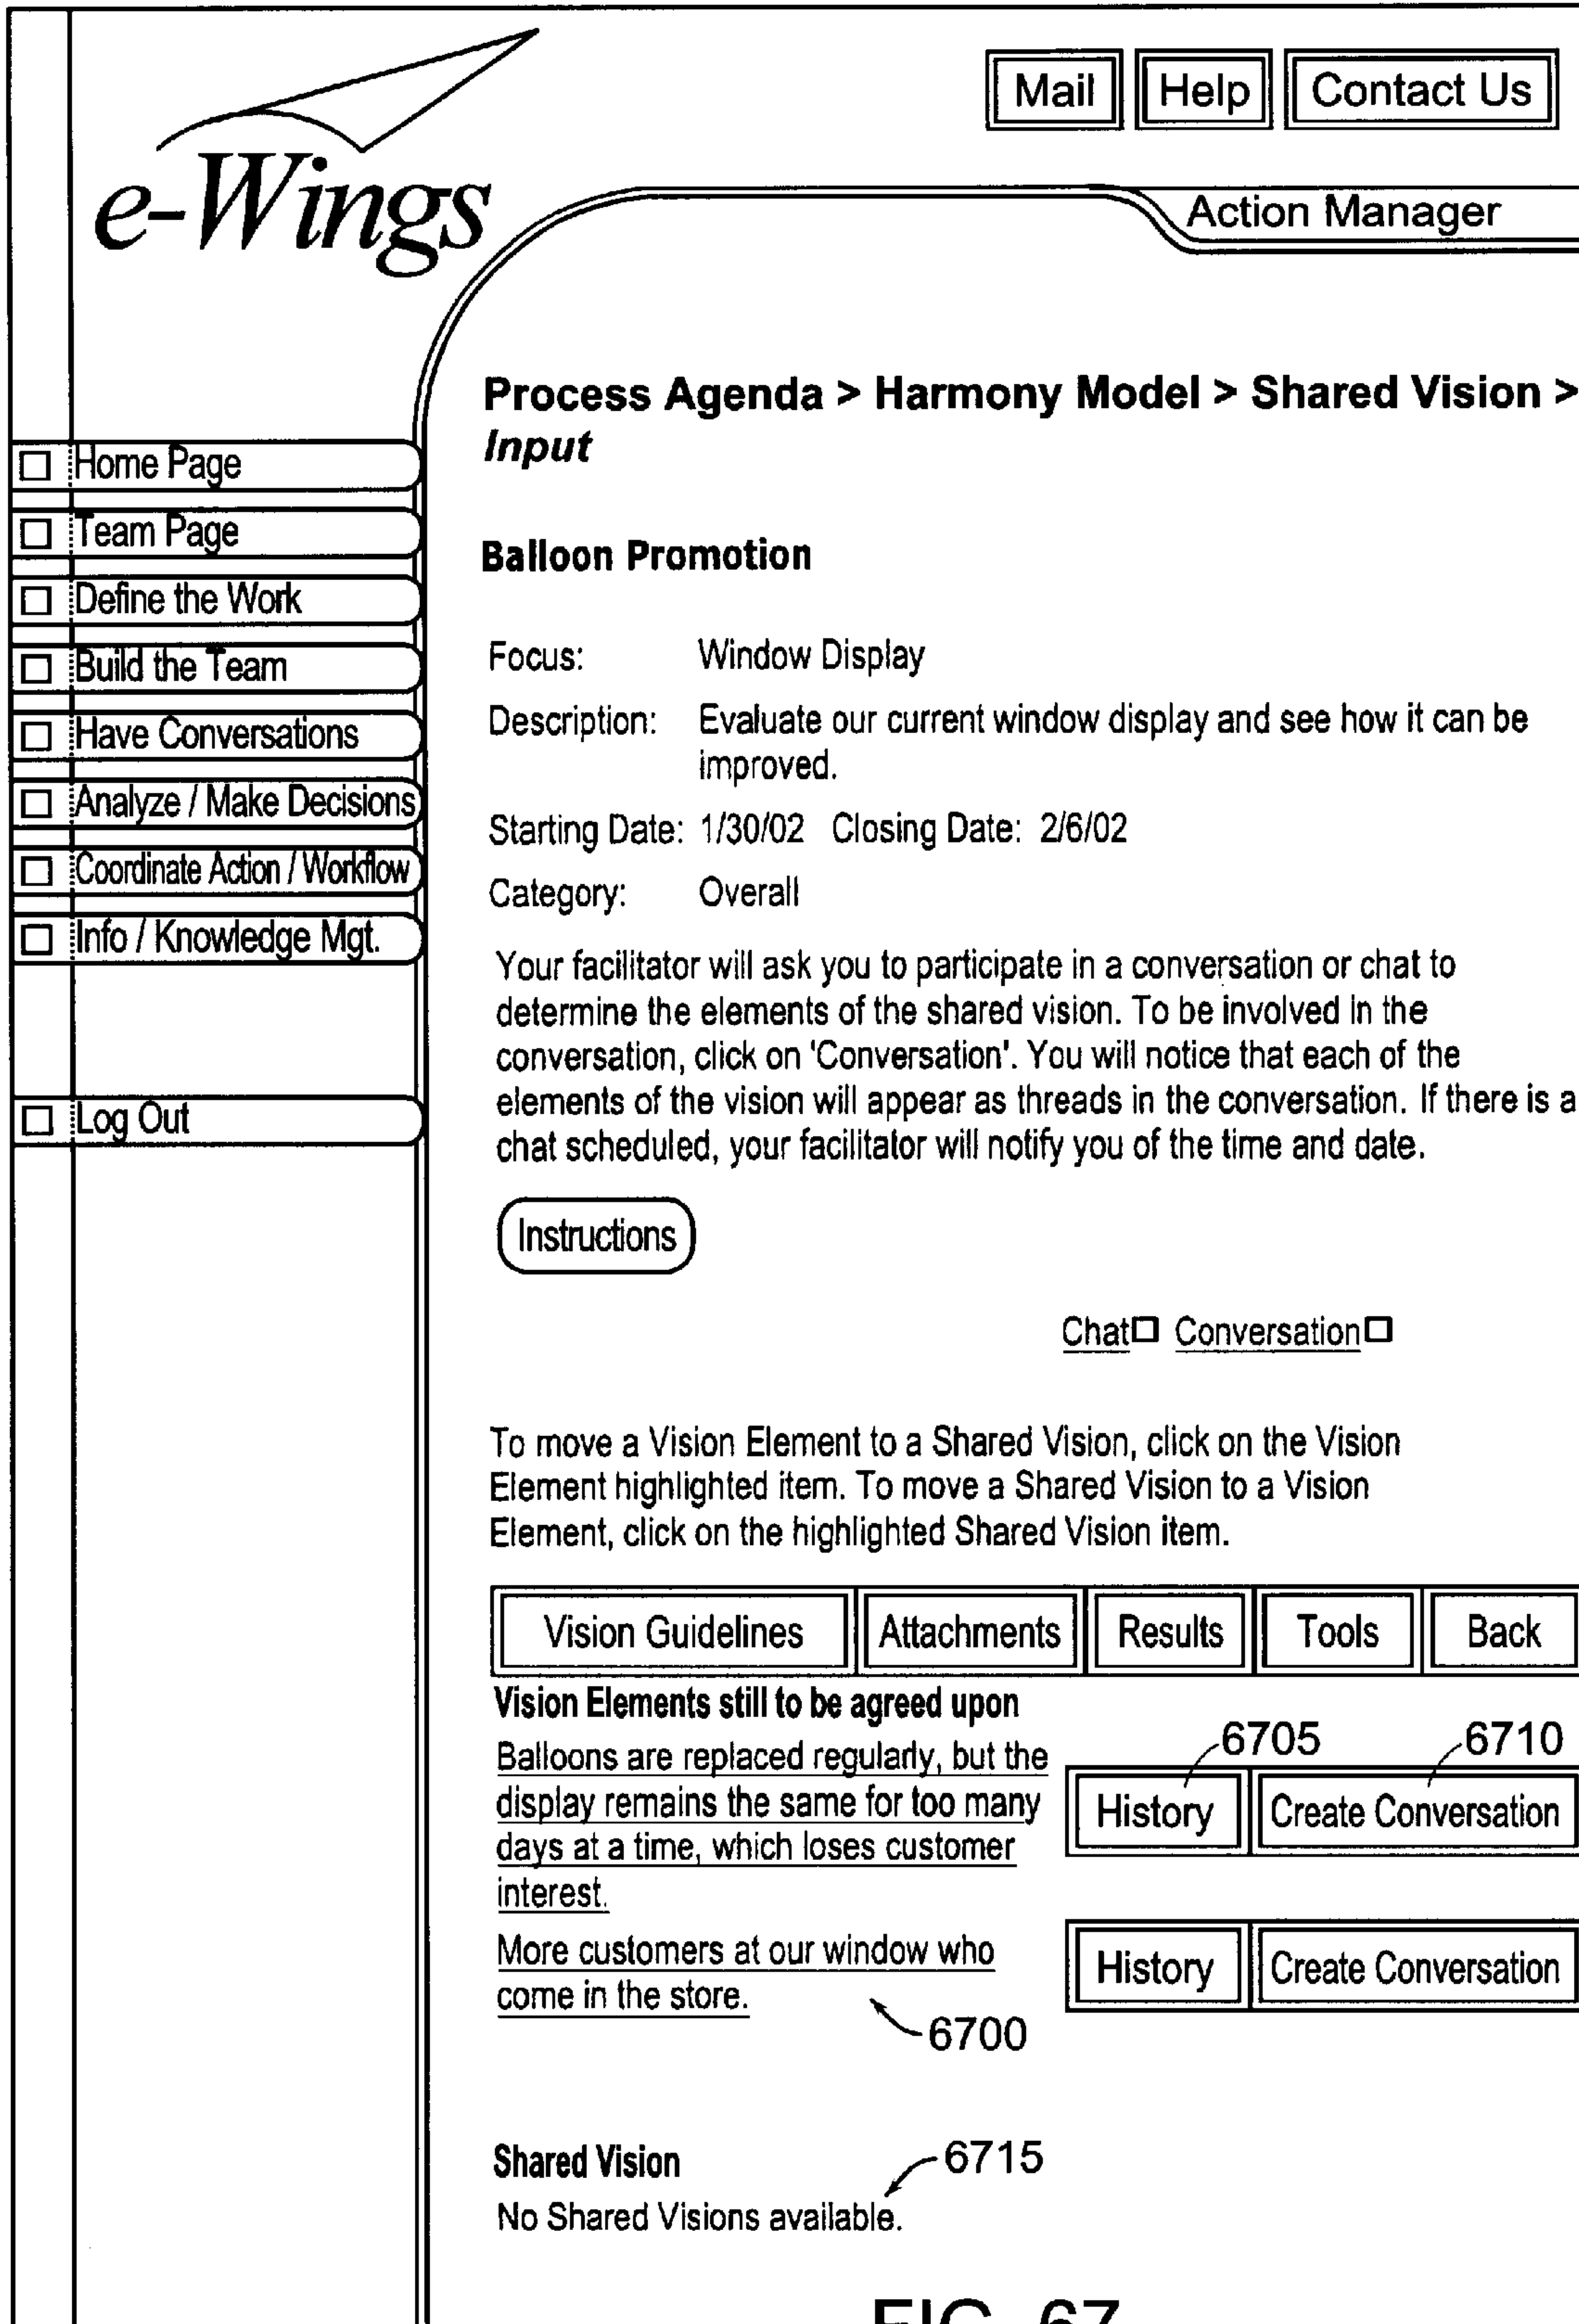 Mail Help Contact Us
e-Wings
Action Manager
Process Agenda > Harmony Model > Shared Vision >
Input
Home Page
Team Page
Define the Work
Build the Team
Have Conversations
Analyze / Make Decisions
Coordinate Action / Workflow
Info / Knowledge Mgt.
Log Out
Balloon Promotion
Focus: Window Display
Description: Evaluate our current window display and see how it can be
improved.
Starting Date: 1/30/02 Closing Date: 2/6/02
Category: Overall
Your facilitator will ask you to participate in a conversation or chat to
determine the elements of the shared vision. To be involved in the
conversation, click on 'Conversation'. You will notice that each of the
elements of the vision will appear as threads in the conversation. If there is a
chat scheduled, your facilitator will notify you of the time and date.
Instructions
Chat Conversation
To move a Vision Element to a Shared Vision, click on the Vision
Element highlighted item. To move a Shared Vision to a Vision
Element, click on the highlighted Shared Vision item.
Vision Guidelines Attachments Results Tools Back
Vision Elements still to be agreed upon
6705 6710
Balloons are replaced regularly, but the
display remains the same for too many
days at a time, which loses customer
interest.
History Create Conversation
More customers at our window who
come in the store.
History Create Conversation
6700
Shared Vision
6715
No Shared Visions available.
FIG. 67